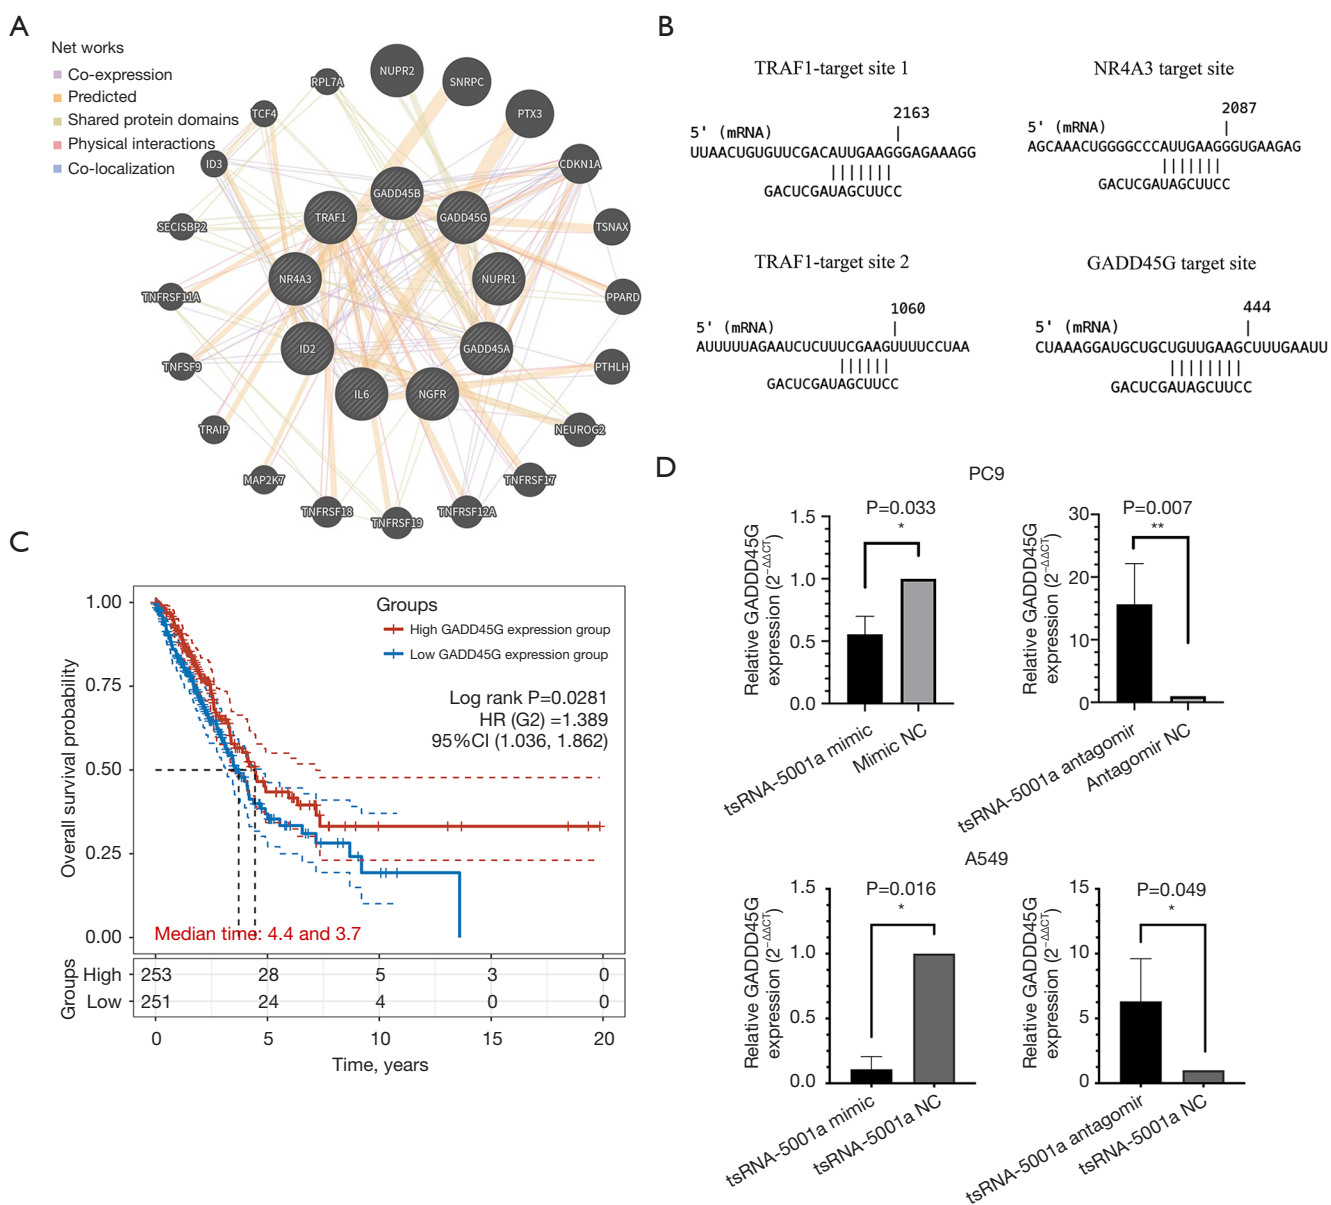 A
Net works
Co-expression
Predicted
Shared protein domains
Physical interactions
Co-localization
NUPR2
SNRPC
RPL7A
PTX3
TCF4
ID3
CDKN1A
GADD45B
TRAF1
GADD45G
SECISBP2
TSNAX
NR4A3
NUPR1
TNFRSF11A
PPARD
ID2
GADD45A
TNFSF9
PTHLH
IL6
NGFR
TRAIP
NEUROG2
MAP2K7
TNFRSF17
TNFRSF18
TNFRSF19
TNFRSF12A
B
TRAF1-target site 1
2163
5' (mRNA)
UUAACUGUGUUCGACAUUGAAGGGAGAAAGG
GACUCGAUAGCUUCC
NR4A3 target site
2087
5' (mRNA)
AGCAAACUGGGGCCCAUUGAAGGGUGAAGAG
GACUCGAUAGCUUCC
TRAF1-target site 2
1060
5' (mRNA)
AUUUUUAGAAUCUCUUUCGAAGUUUUCCUAA
GACUCGAUAGCUUCC
GADD45G target site
444
5' (mRNA)
CUAAAGGAUGCUGCUGUUGAAGCUUUGAAUU
GACUCGAUAGCUUCC
C
Overall survival probability
1.00
0.75
0.50
0.25
0.00
Groups
High GADD45G expression group
Low GADD45G expression group
Log rank P=0.0281
HR (G2) =1.389
95%CI (1.036, 1.862)
Median time: 4.4 and 3.7
Groups
High 253 28 5 3 0
Low 251 24 4 0 0
0 5 10 15 20
Time, years
D
PC9
Relative GADDD45G
expression (2−ΔΔCT)
1.5
1.0
0.5
0.0
P=0.033
*
tsRNA-5001a mimic
Mimic NC
Relative GADDD45G
expression (2−ΔΔCT)
30
20
10
0
P=0.007
**
tsRNA-5001a antagomir
Antagomir NC
A549
Relative GADDD45G
expression (2−ΔΔCT)
1.5
1.0
0.5
0.0
P=0.016
*
tsRNA-5001a mimic
tsRNA-5001a NC
Relative GADDD45G
expression (2−ΔΔCT)
15
10
5
0
P=0.049
*
tsRNA-5001a antagomir
tsRNA-5001a NC